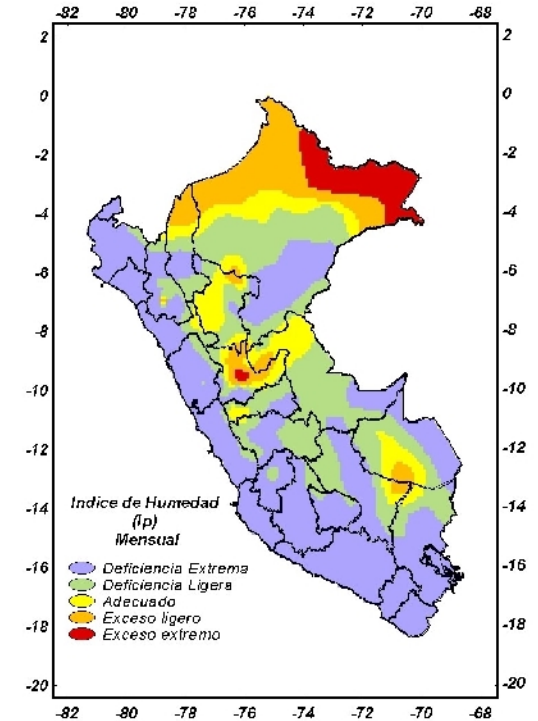 -82 -80 -78 -76 -74 -72 -70 -68
2 2
0 0
-2 -2
-4 -4
-6 -6
-8 -8
-10 -10
-12 -12
-14 -14
-16 -16
-18 -18
-20 -20
Indice de Humedad
(Ip)
Mensual
Deficiencia Extrema
Deficiencia Ligera
Adecuado
Exceso ligero
Exceso extremo
-82 -80 -78 -76 -74 -72 -70 -68